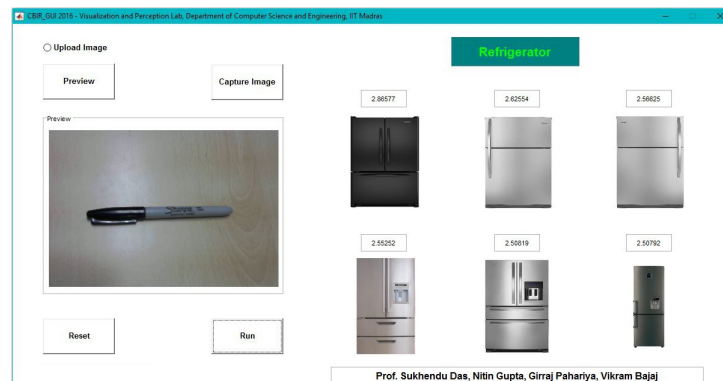 CBIR_GUI 2016 - Visualization and Perception Lab, Department of Computer Science and Engineering, IIT Madras
Upload Image
Preview
Capture Image
Preview
Sharpie
Reset
Run
Refrigerator
2.86577
2.62554
2.56625
2.55252
2.50819
2.50792
Prof. Sukhendu Das, Nitin Gupta, Girraj Pahariya, Vikram Bajaj